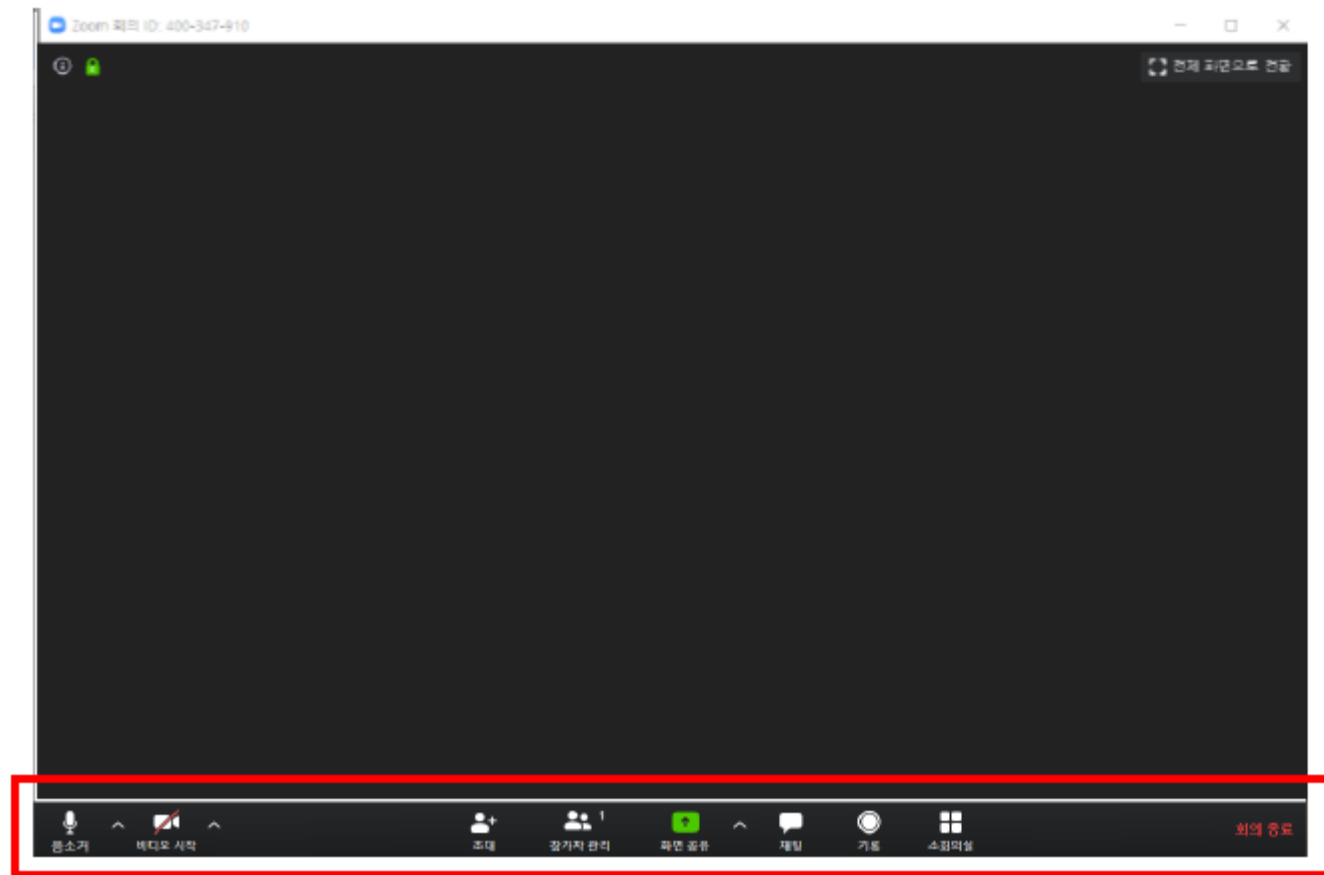 Zoom 회의 ID: 400-347-910
전체 화면으로 전환
음소거
비디오 시작
초대
참가자 관리
1
화면 공유
채팅
기록
소회의실
회의 종료